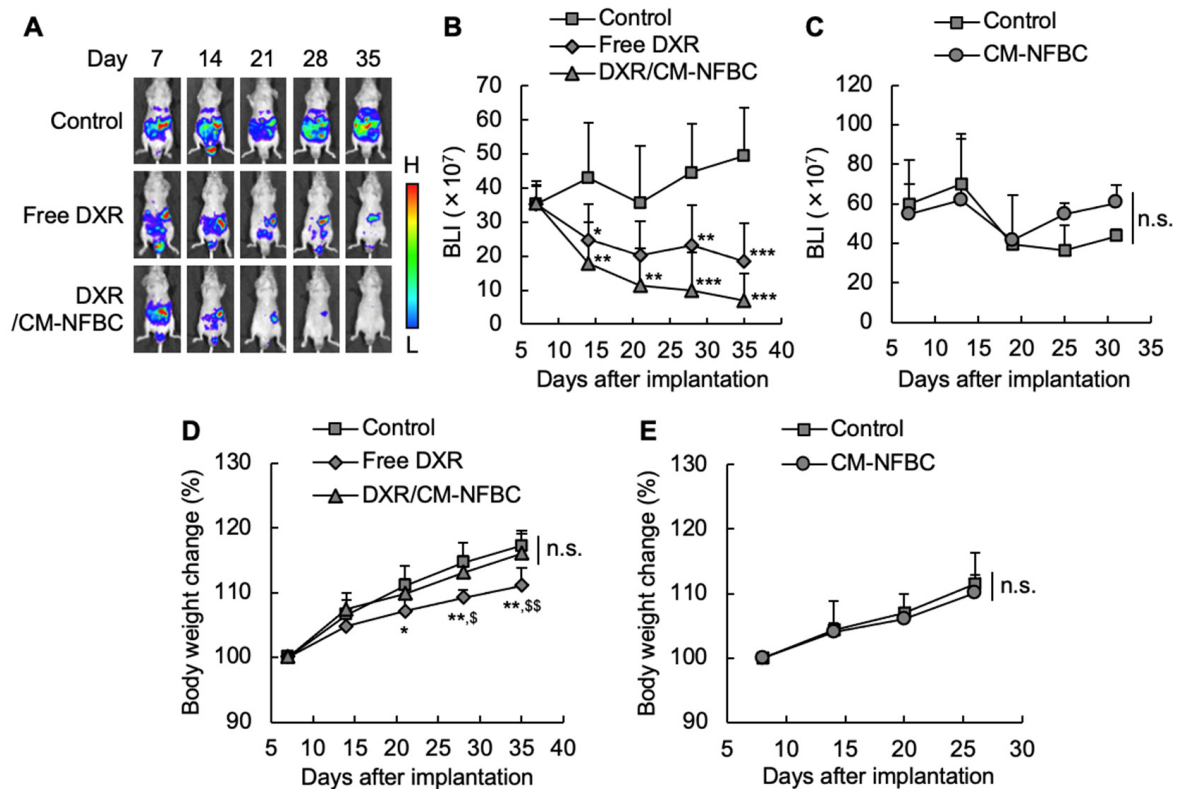 A
Day 7 14 21 28 35
Control
Free DXR
DXR
/CM-NFBC
H
L
B
Control
Free DXR
DXR/CM-NFBC
BLI (×10⁷)
70
60
50
40
30
20
10
0
*
**
**
**
***
***
***
5 10 15 20 25 30 35 40
Days after implantation
C
Control
CM-NFBC
BLI (×10⁷)
120
100
80
60
40
20
0
n.s.
5 10 15 20 25 30 35
Days after implantation
D
Control
Free DXR
DXR/CM-NFBC
Body weight change (%)
130
120
110
100
90
n.s.
*
**,$
**,$$
5 10 15 20 25 30 35 40
Days after implantation
E
Control
CM-NFBC
Body weight change (%)
130
120
110
100
90
n.s.
5 10 15 20 25 30
Days after implantation